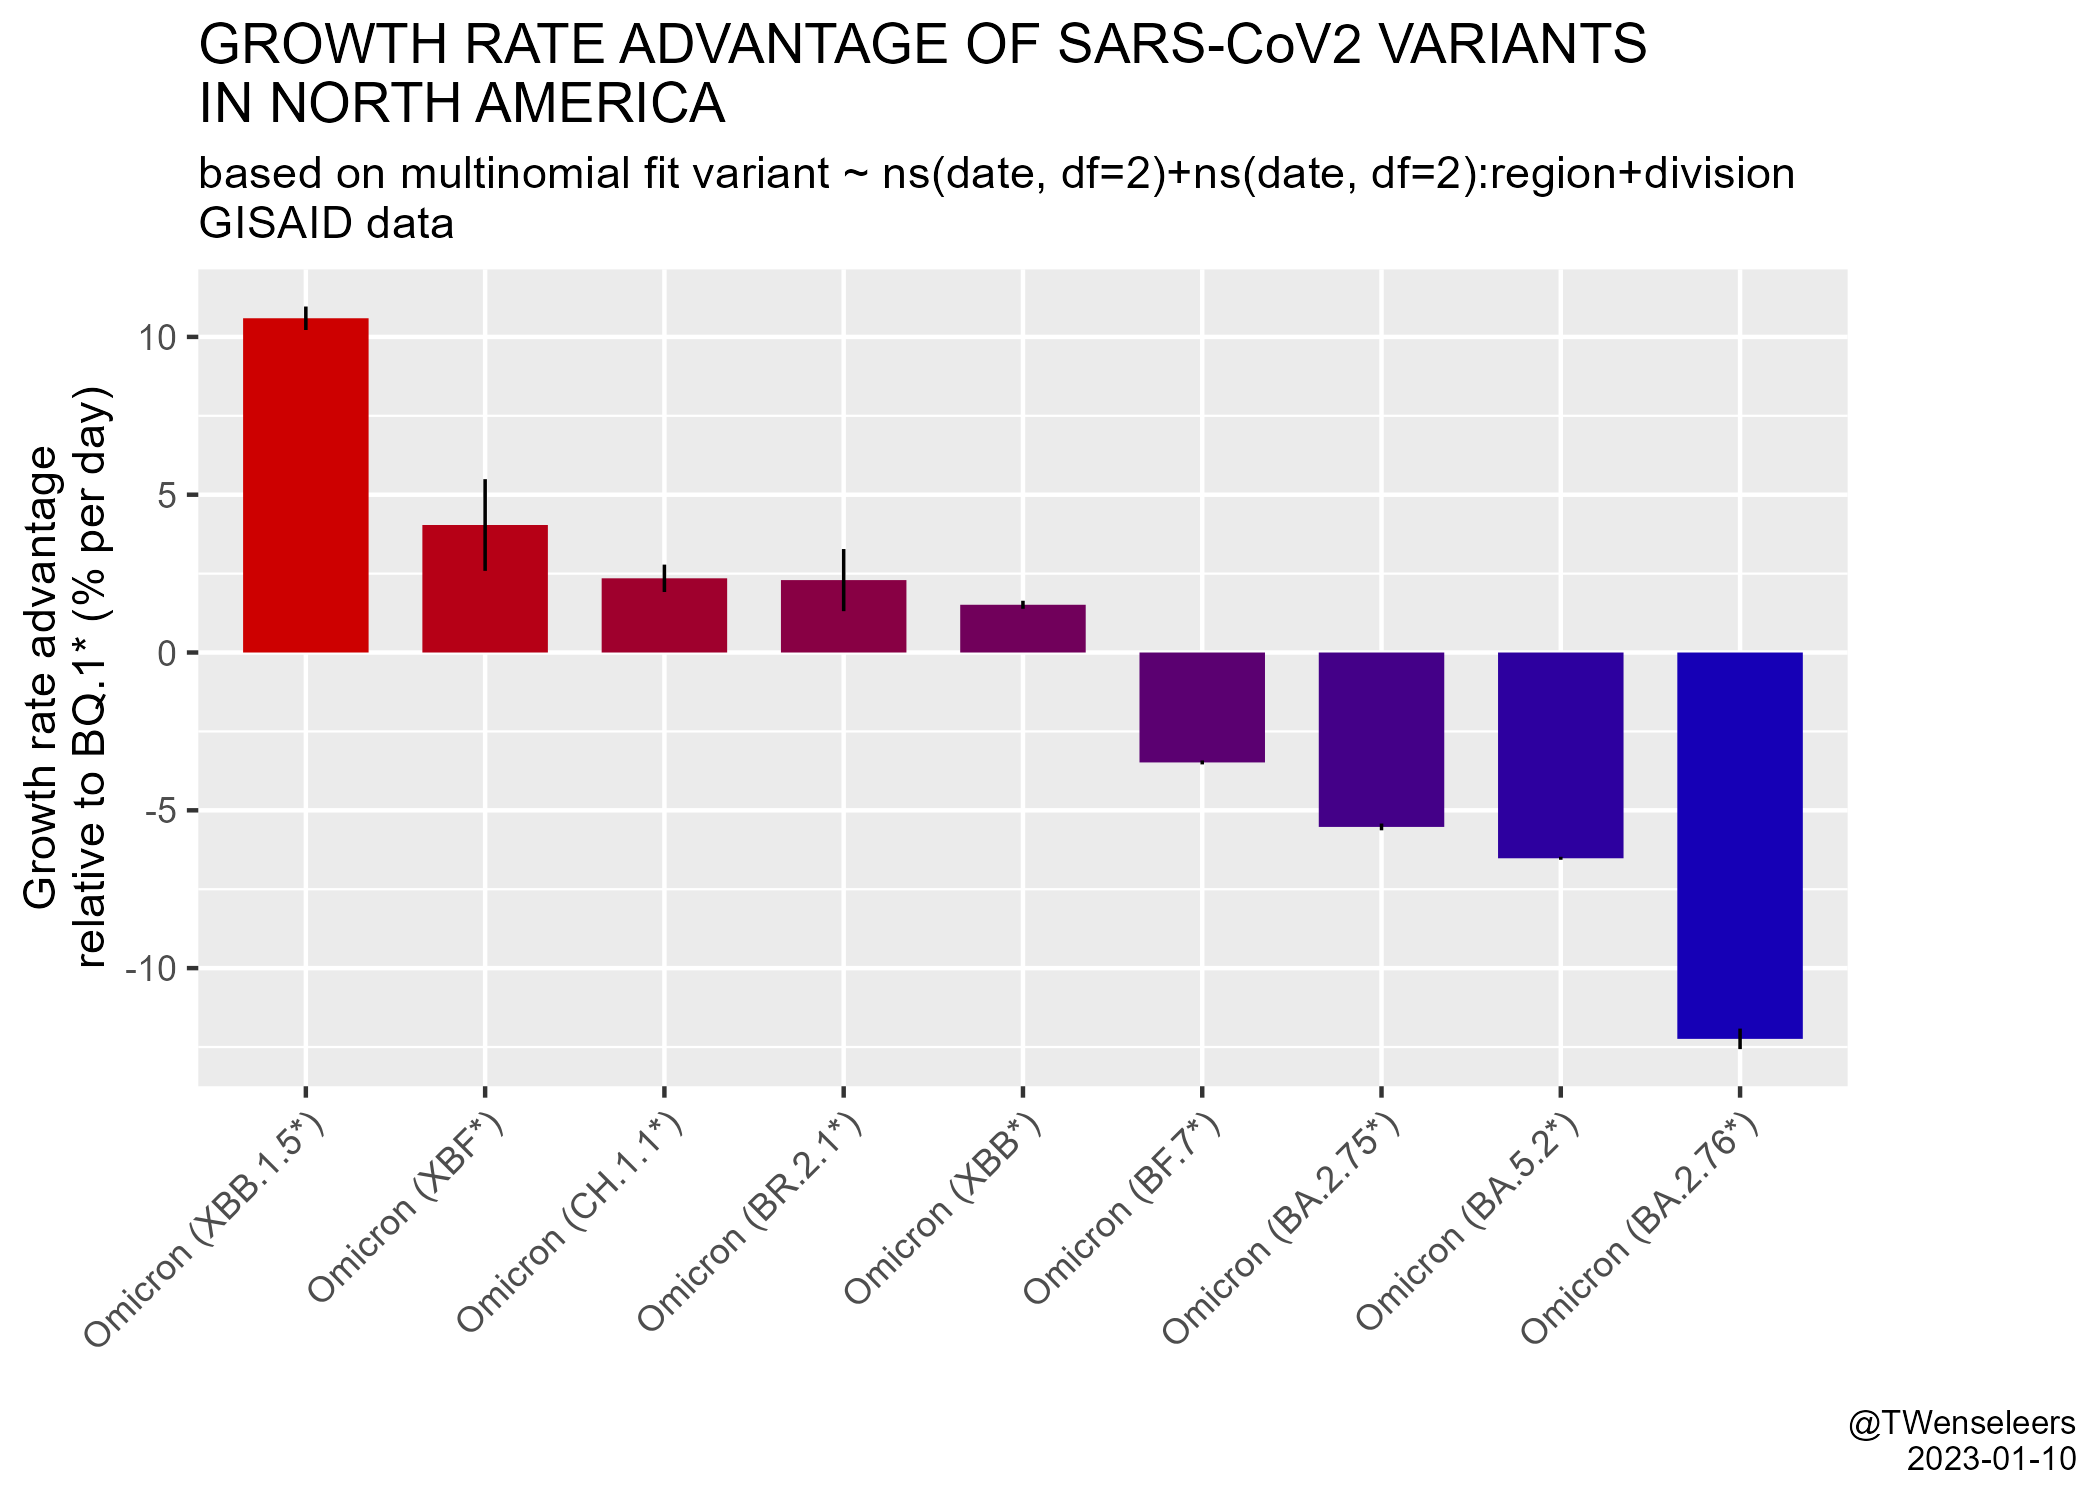 GROWTH RATE ADVANTAGE OF SARS-CoV2 VARIANTS
IN NORTH AMERICA
based on multinomial fit variant ~ ns(date, df=2)+ns(date, df=2):region+division
GISAID data
Growth rate advantage
relative to BQ.1* (% per day)
10
5
0
-5
-10
Omicron (XBB.1.5*)
Omicron (XBF*)
Omicron (CH.1.1*)
Omicron (BR.2.1*)
Omicron (XBB*)
Omicron (BF.7*)
Omicron (BA.2.75*)
Omicron (BA.5.2*)
Omicron (BA.2.76*)
@TWenseleers
2023-01-10